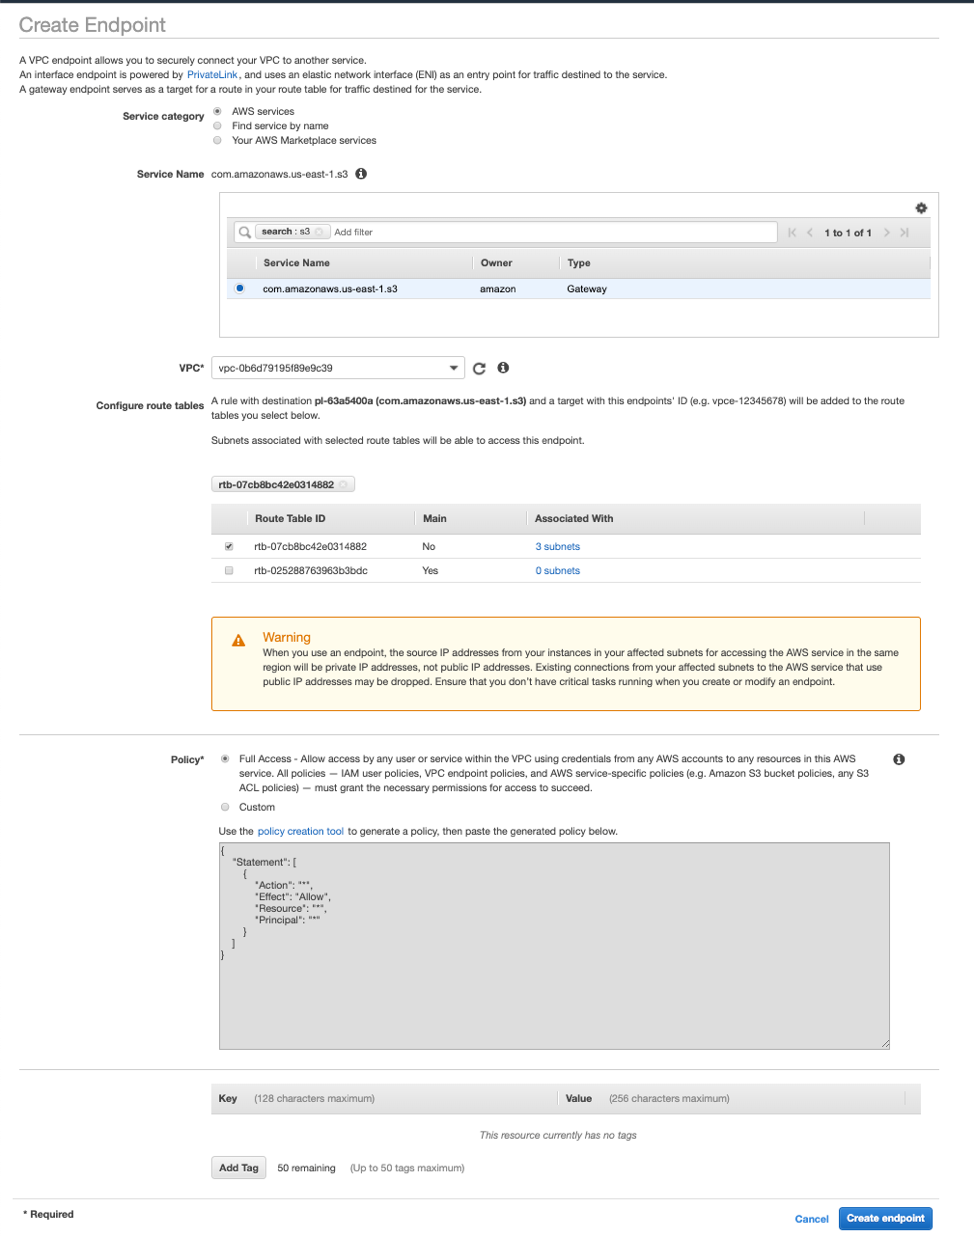 Create Endpoint
A VPC endpoint allows you to securely connect your VPC to another service.
An interface endpoint is powered by PrivateLink, and uses an elastic network interface (ENI) as an entry point for traffic destined to the service.
A gateway endpoint serves as a target for a route in your route table for traffic destined for the service.
Service category
AWS services
Find service by name
Your AWS Marketplace services
Service Name com.amazonaws.us-east-1.s3
search : s3 Add filter 1 to 1 of 1
Service Name Owner Type
com.amazonaws.us-east-1.s3 amazon Gateway
VPC* vpc-0b6d79195f89e9c39
Configure route tables
A rule with destination pl-63a5400a (com.amazonaws.us-east-1.s3) and a target with this endpoints' ID (e.g. vpce-12345678) will be added to the route
tables you select below.
Subnets associated with selected route tables will be able to access this endpoint.
rtb-07cb8bc42e0314882
Route Table ID Main Associated With
rtb-07cb8bc42e0314882 No 3 subnets
rtb-025288763963b3bdc Yes 0 subnets
Warning
When you use an endpoint, the source IP addresses from your instances in your affected subnets for accessing the AWS service in the same
region will be private IP addresses, not public IP addresses. Existing connections from your affected subnets to the AWS service that use
public IP addresses may be dropped. Ensure that you don't have critical tasks running when you create or modify an endpoint.
Policy*
Full Access - Allow access by any user or service within the VPC using credentials from any AWS accounts to any resources in this AWS
service. All policies — IAM user policies, VPC endpoint policies, and AWS service-specific policies (e.g. Amazon S3 bucket policies, any S3
ACL policies) — must grant the necessary permissions for access to succeed.
Custom
Use the policy creation tool to generate a policy, then paste the generated policy below.
{
"Statement": [
{
"Action": "*",
"Effect": "Allow",
"Resource": "*",
"Principal": "*"
}
]
}
Key (128 characters maximum) Value (256 characters maximum)
This resource currently has no tags
Add Tag 50 remaining (Up to 50 tags maximum)
* Required
Cancel Create endpoint